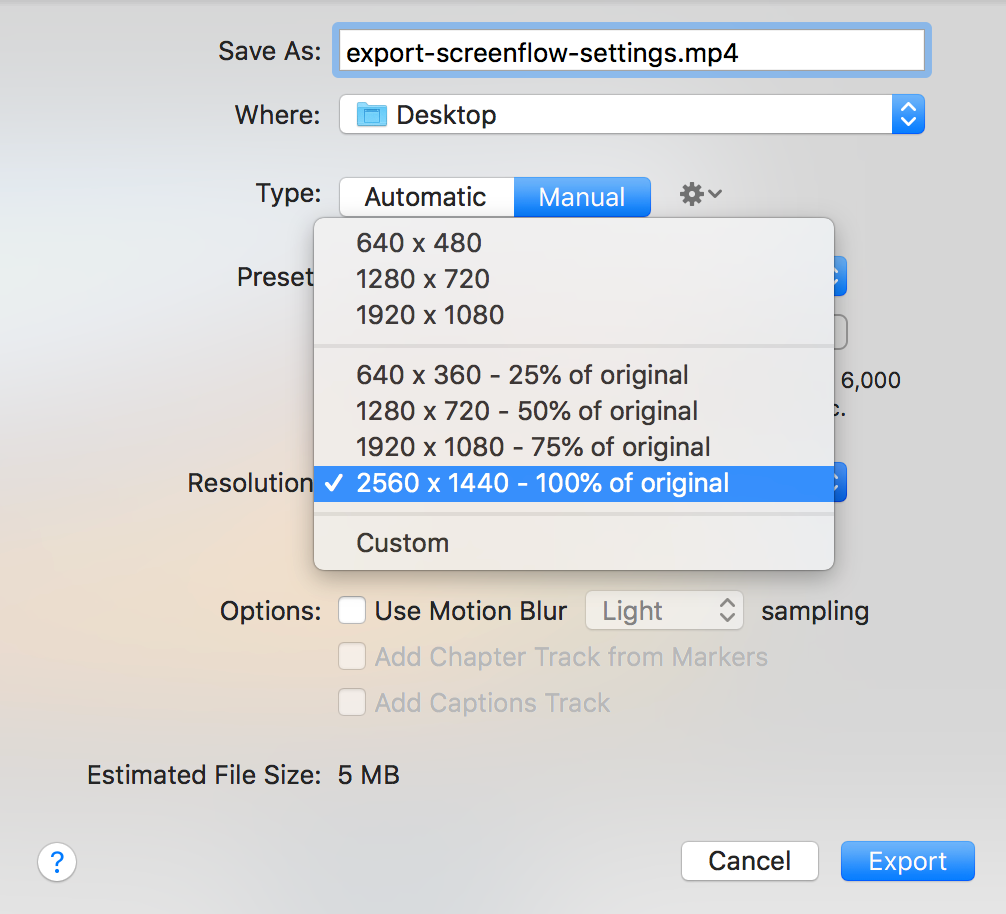 Save As: export-screenflow-settings.mp4
Where: Desktop
Type: Automatic Manual
640 x 480
Preset 1280 x 720
1920 x 1080
640 x 360 - 25% of original 6,000
1280 x 720 - 50% of original
1920 x 1080 - 75% of original
Resolution ✓ 2560 x 1440 - 100% of original
Custom
Options: Use Motion Blur Light sampling
Add Chapter Track from Markers
Add Captions Track
Estimated File Size: 5 MB
? Cancel Export